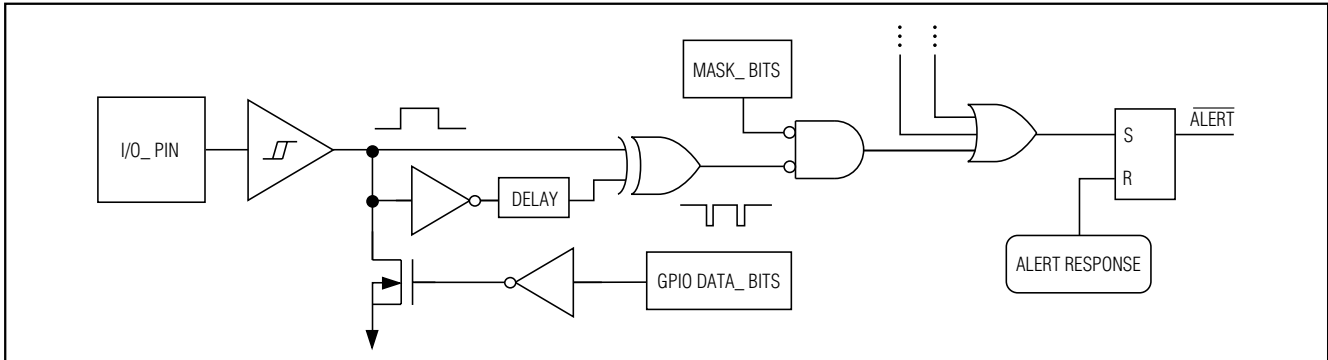 MASK_ BITS
I/O_ PIN
DELAY
GPIO DATA_ BITS
S
R
ALERT
ALERT RESPONSE